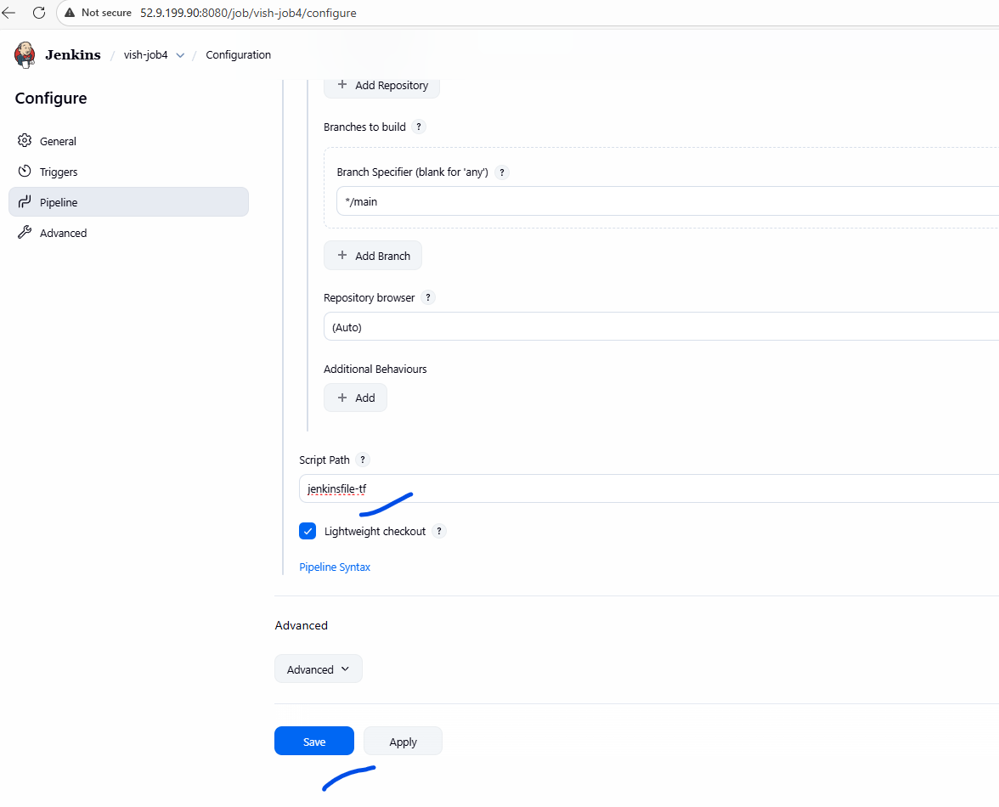 Not secure 52.9.199.90:8080/job/vish-job4/configure
Jenkins / vish-job4 / Configuration
Configure
General
Triggers
Pipeline
Advanced
+ Add Repository
Branches to build ?
Branch Specifier (blank for 'any') ?
*/main
+ Add Branch
Repository browser ?
(Auto)
Additional Behaviours
+ Add
Script Path ?
jenkinsfile-tf
Lightweight checkout ?
Pipeline Syntax
Advanced
Advanced
Save Apply